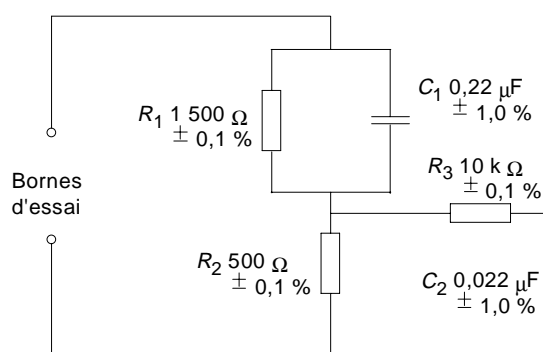 R1 1 500 Ω
± 0,1 %
C1 0,22 µF
± 1,0 %
R3 10 k Ω
± 0,1 %
Bornes
d'essai
R2 500 Ω
± 0,1 %
C2 0,022 µF
± 1,0 %